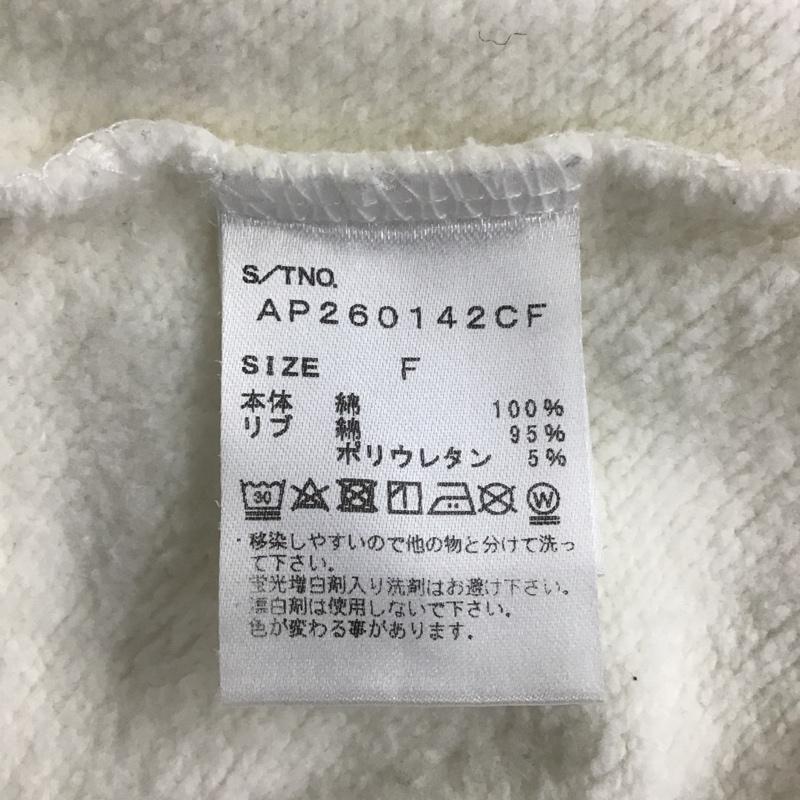 S/TNO.
AP260142CF
SIZE F
本体 綿 100%
リブ 綿 95%
ポリウレタン 5%
30 W
・移染しやすいので他の物と分けて洗っ
て下さい。
蛍光増白剤入り洗剤はお避け下さい。
・漂白剤は使用しないで下さい。
色が変わる事があります。